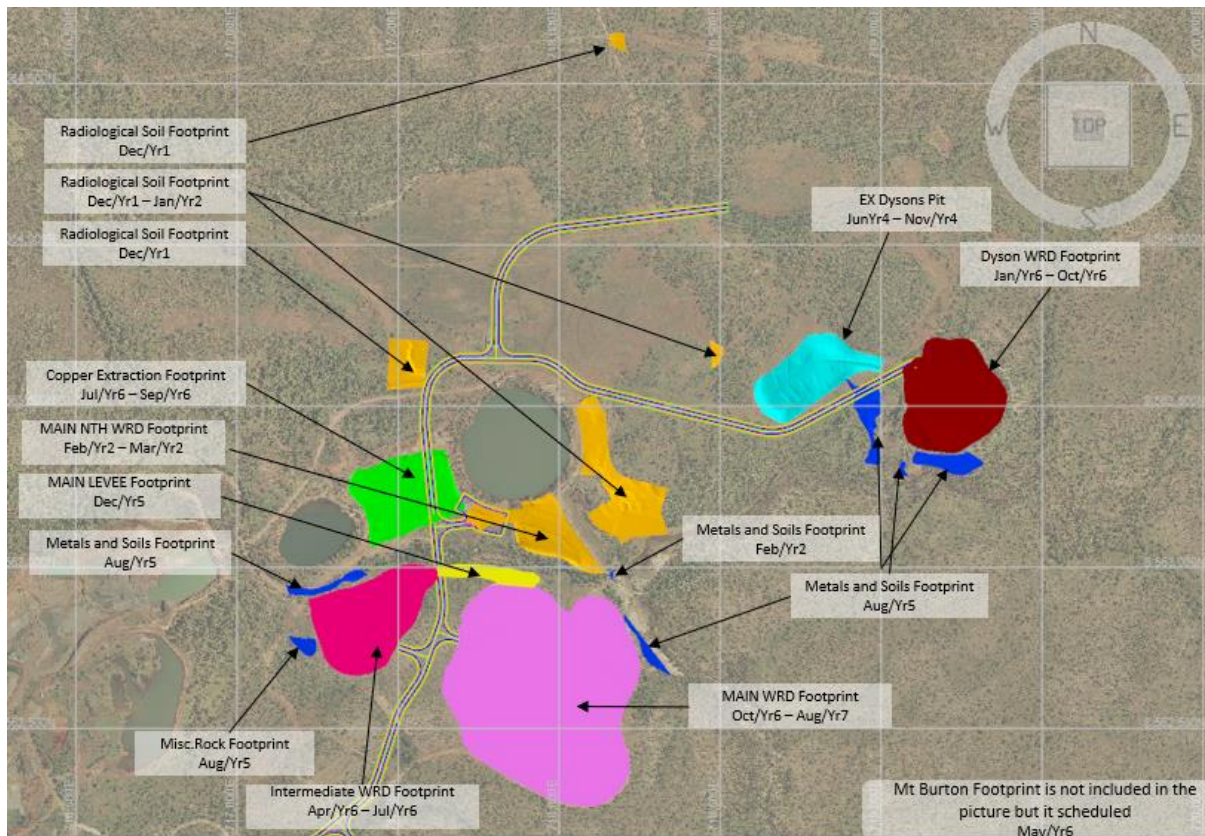 N
W
TOP
E
S
Radiological Soil Footprint
Dec/Yr1
Radiological Soil Footprint
Dec/Yr1 – Jan/Yr2
Radiological Soil Footprint
Dec/Yr1
EX Dysons Pit
JunYr4 – Nov/Yr4
Dyson WRD Footprint
Jan/Yr6 – Oct/Yr6
Copper Extraction Footprint
Jul/Yr6 – Sep/Yr6
MAIN NTH WRD Footprint
Feb/Yr2 – Mar/Yr2
MAIN LEVEE Footprint
Dec/Yr5
Metals and Soils Footprint
Aug/Yr5
Metals and Soils Footprint
Feb/Yr2
Metals and Soils Footprint
Aug/Yr5
MAIN WRD Footprint
Oct/Yr6 – Aug/Yr7
Misc.Rock Footprint
Aug/Yr5
Intermediate WRD Footprint
Apr/Yr6 – Jul/Yr6
Mt Burton Footprint is not included in the
picture but it scheduled
May/Yr6